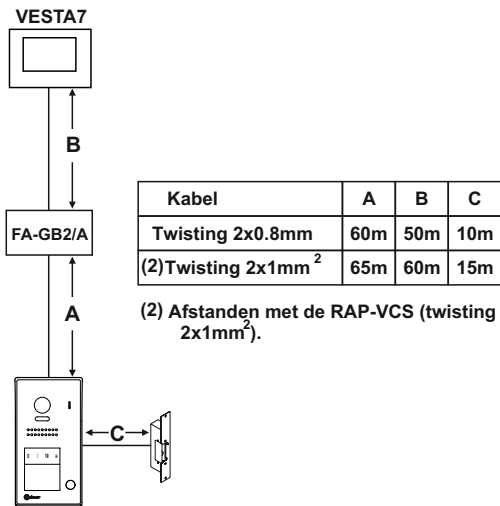 VESTA7
B
FA-GB2/A
A
C
Kabel A B C
Twisting 2x0.8mm 60m 50m 10m
(2)Twisting 2x1mm² 65m 60m 15m
(2) Afstanden met de RAP-VCS (twisting
2x1mm²).